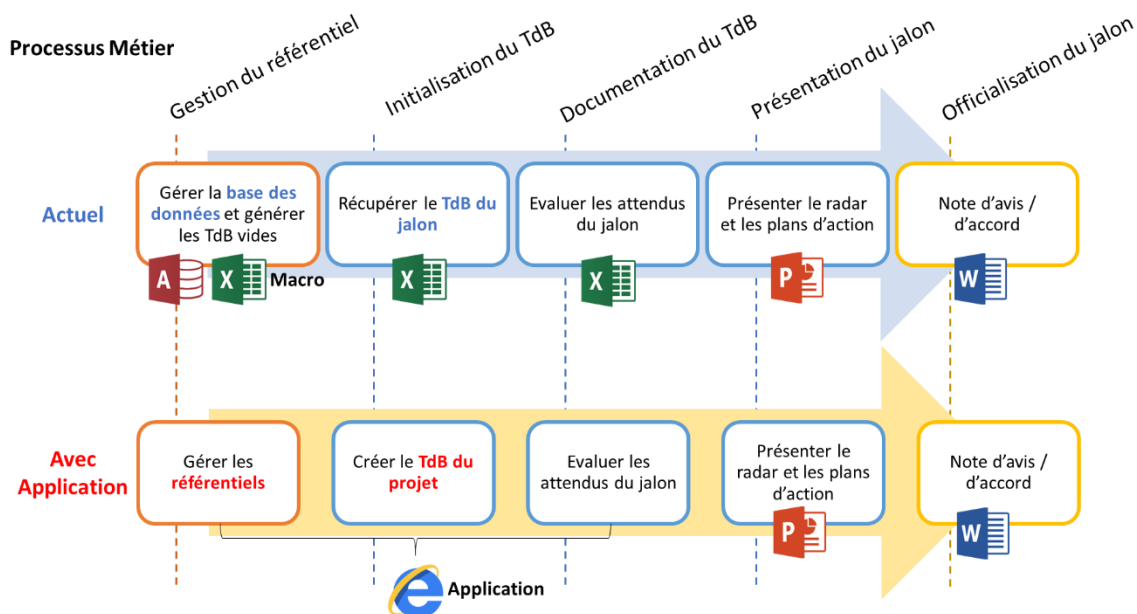 Processus Métier
Gestion du référentiel
Initialisation du TdB
Documentation du TdB
Présentation du jalon
Officialisation du jalon
Actuel
Gérer la base des
données et générer
les TdB vides
A
X
Macro
Récupérer le TdB du
jalon
X
Evaluer les attendus
du jalon
X
Présenter le radar
et les plans d'action
P
Note d'avis /
d'accord
W
Avec
Application
Gérer les
référentiels
Créer le TdB du
projet
Evaluer les
attendus du jalon
Présenter le
radar et les plans
d'action
P
Note d'avis /
d'accord
W
Application